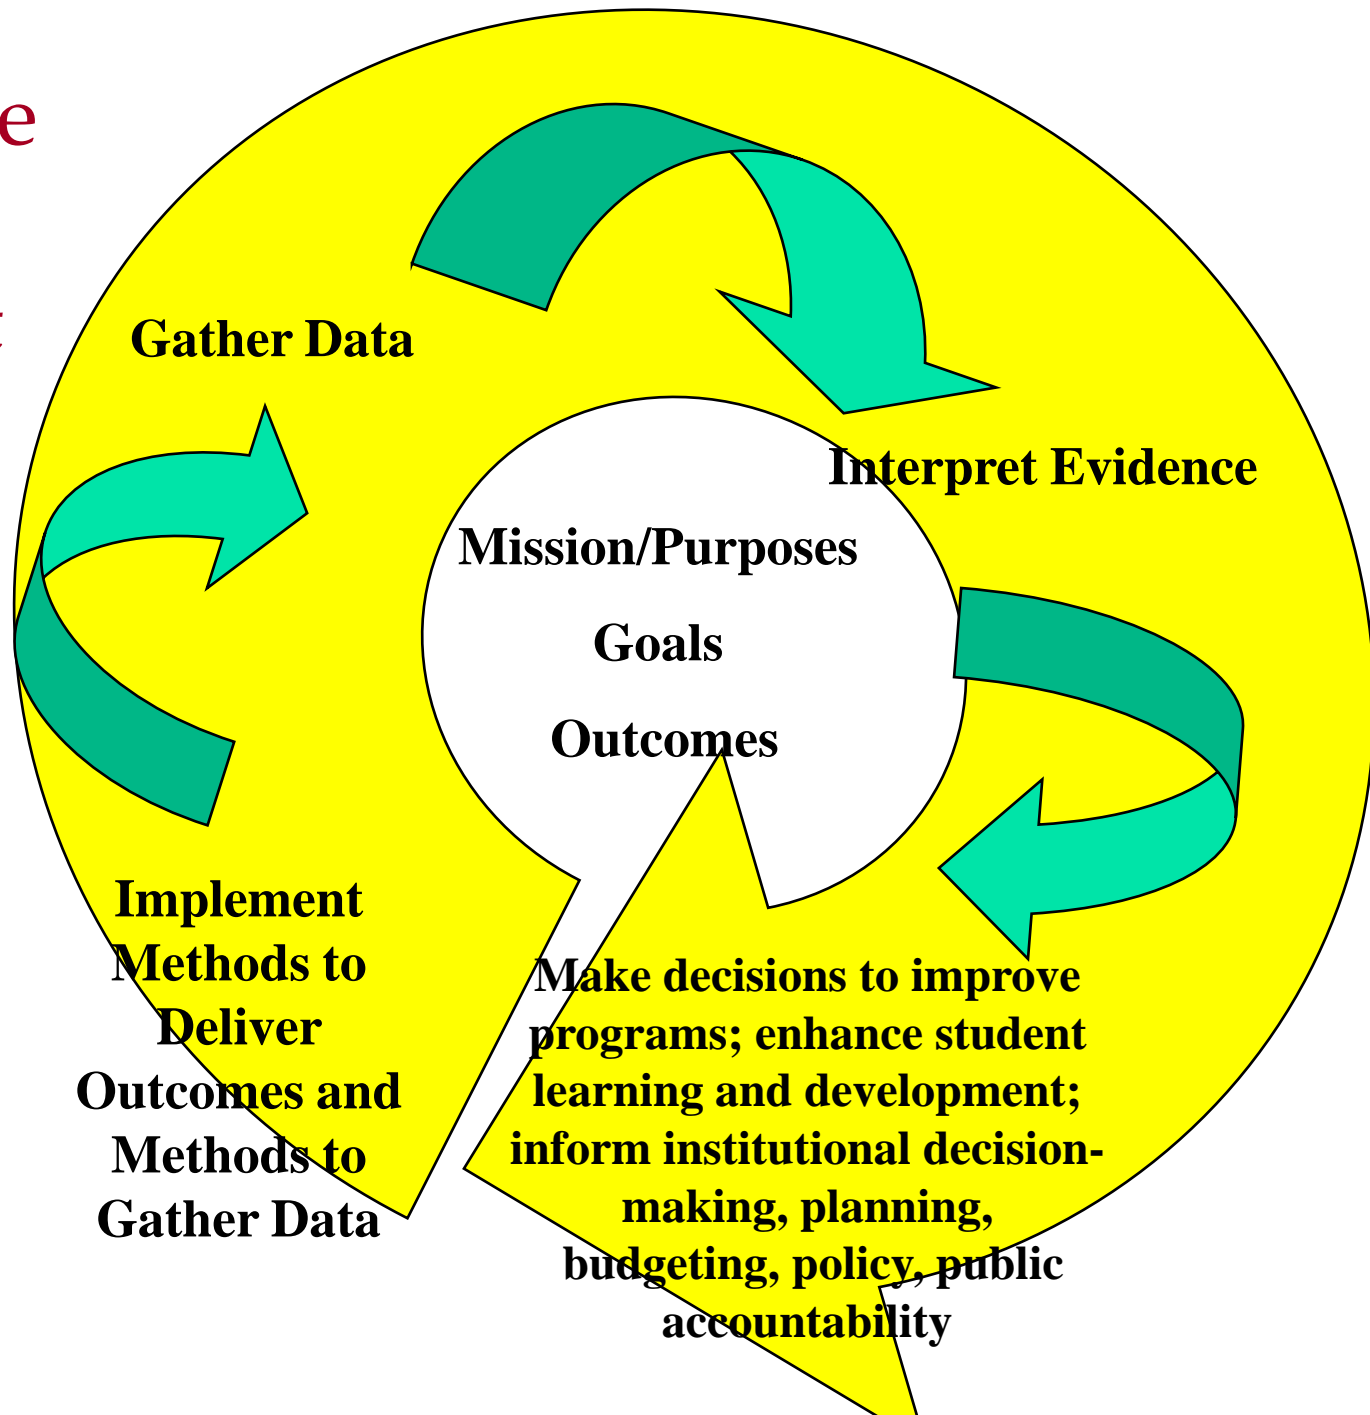 e
t
Gather Data
Interpret Evidence
Mission/Purposes
Goals
Outcomes
Implement
Methods to
Deliver
Outcomes and
Methods to
Gather Data
Make decisions to improve
programs; enhance student
learning and development;
inform institutional decision-
making, planning,
budgeting, policy, public
accountability